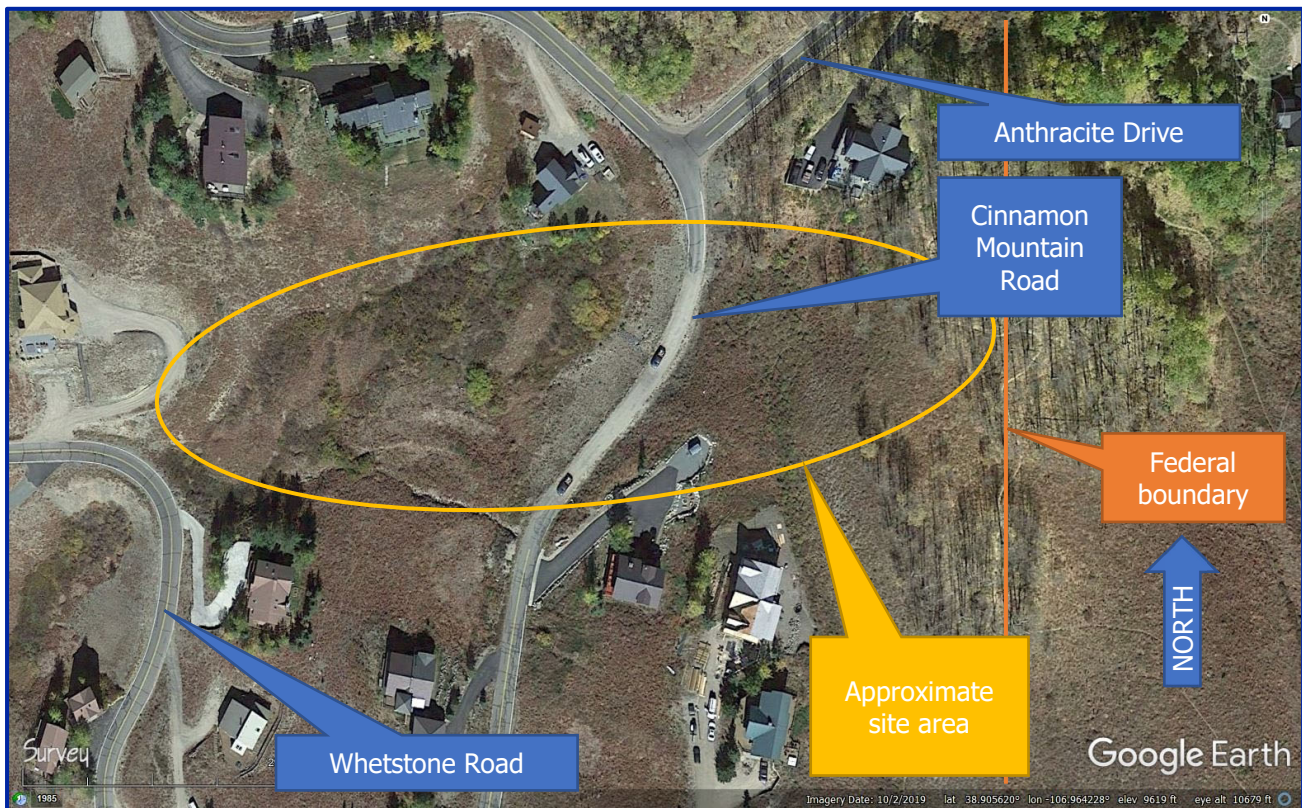 N
Anthracite Drive
Cinnamon
Mountain
Road
Federal
boundary
NORTH
Approximate
site area
Whetstone Road
Survey
Google Earth
1985
Imagery Date: 10/2/2019 lat 38.905620° lon -106.964228° elev 9619 ft eye alt 10679 ft